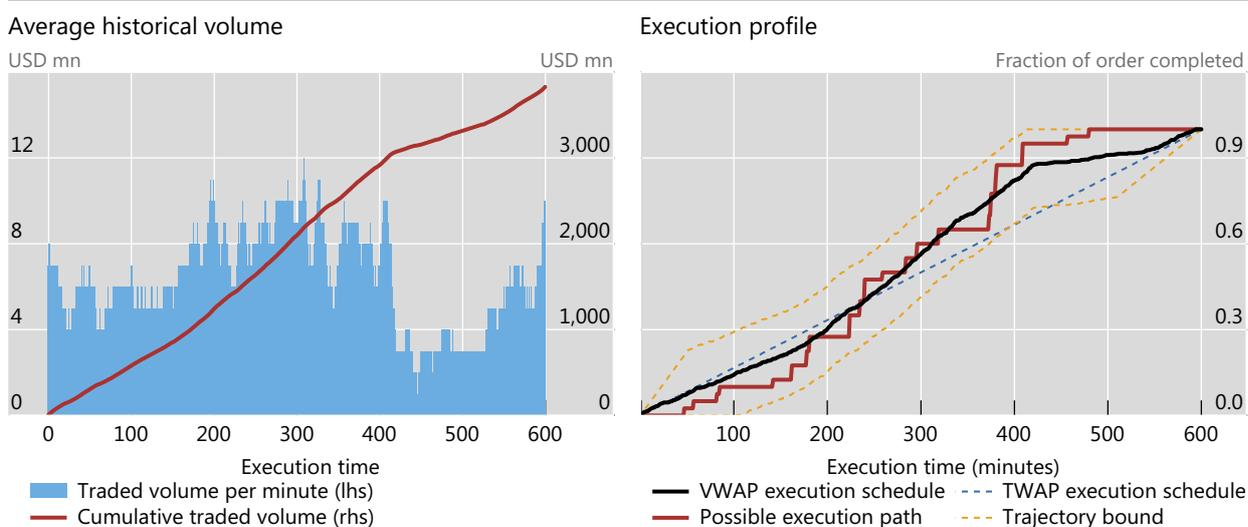 Average historical volume
USD mn USD mn
12 3,000
8 2,000
4 1,000
0 0
0 100 200 300 400 500 600
Execution time
Traded volume per minute (lhs)
Cumulative traded volume (rhs)
Execution profile
Fraction of order completed
0.9
0.6
0.3
0.0
100 200 300 400 500 600
Execution time (minutes)
VWAP execution schedule TWAP execution schedule
Possible execution path Trajectory bound